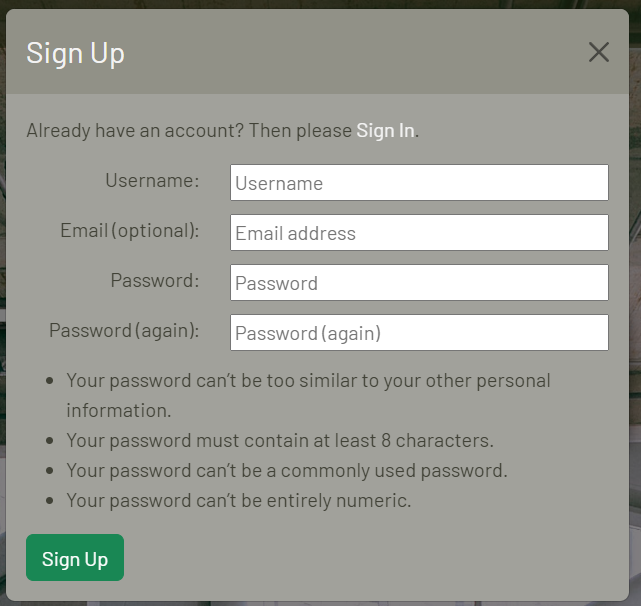 Sign Up
Already have an account? Then please Sign In.
Username:
Username
Email (optional):
Email address
Password:
Password
Password (again):
Password (again)
Your password can't be too similar to your other personal
information.
Your password must contain at least 8 characters.
Your password can't be a commonly used password.
Your password can't be entirely numeric.
Sign Up